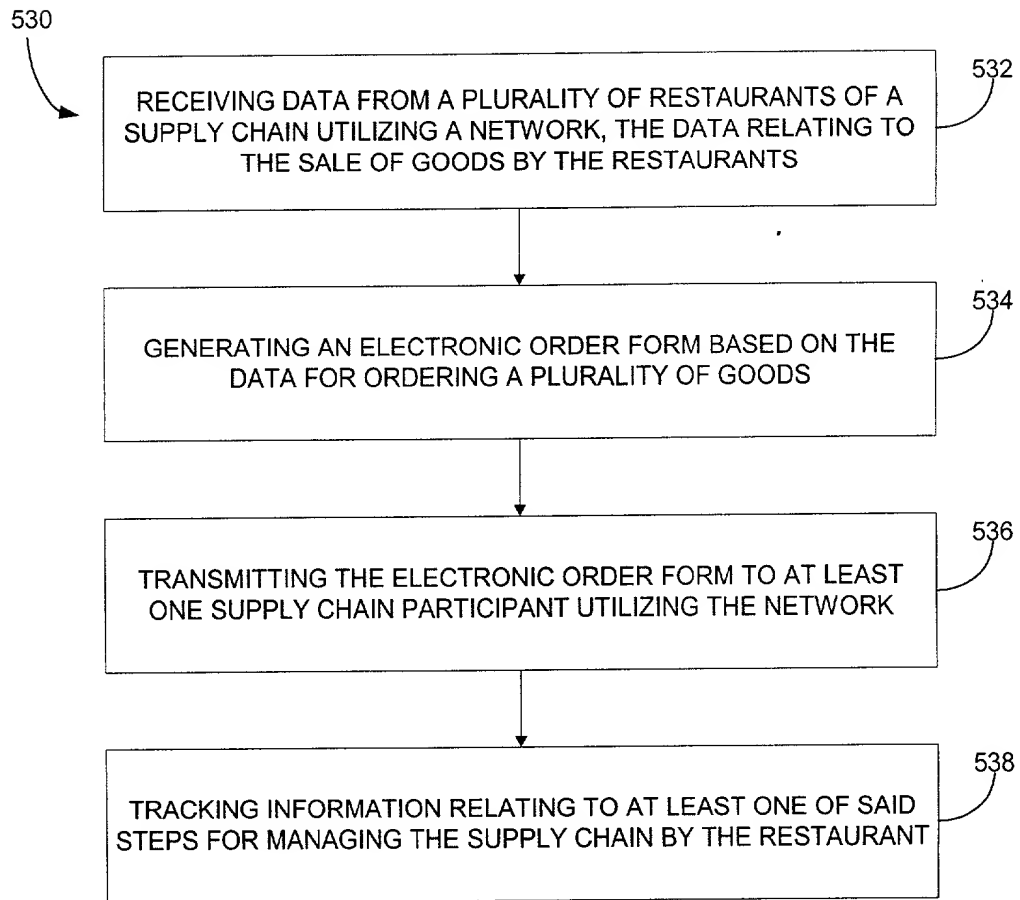 530
532
RECEIVING DATA FROM A PLURALITY OF RESTAURANTS OF A
SUPPLY CHAIN UTILIZING A NETWORK, THE DATA RELATING TO
THE SALE OF GOODS BY THE RESTAURANTS
534
GENERATING AN ELECTRONIC ORDER FORM BASED ON THE
DATA FOR ORDERING A PLURALITY OF GOODS
536
TRANSMITTING THE ELECTRONIC ORDER FORM TO AT LEAST
ONE SUPPLY CHAIN PARTICIPANT UTILIZING THE NETWORK
538
TRACKING INFORMATION RELATING TO AT LEAST ONE OF SAID
STEPS FOR MANAGING THE SUPPLY CHAIN BY THE RESTAURANT